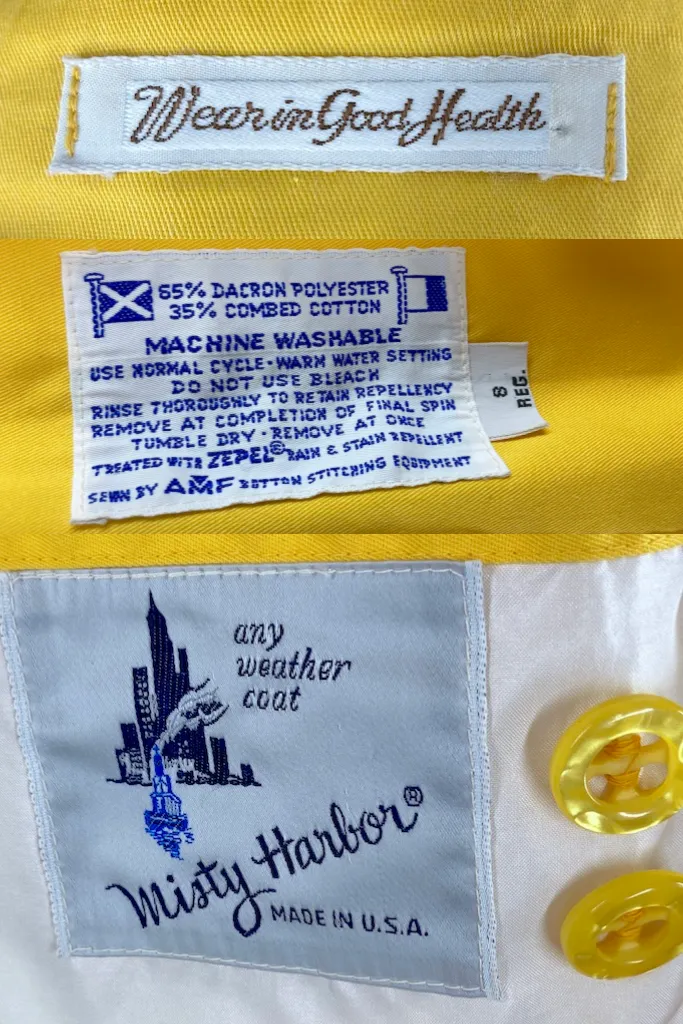 Wear in Good Health
65% DACRON POLYESTER
35% COMBED COTTON
MACHINE WASHABLE
USE NORMAL CYCLE · WARM WATER SETTING
DO NOT USE BLEACH
RINSE THOROUGHLY TO RETAIN REPELLENCY
REMOVE AT COMPLETION OF FINAL SPIN
TUMBLE DRY · REMOVE AT ONCE
TREATED WITH ZEPEL® RAIN & STAIN REPELLENT
SEWN BY AMF BUTTON STITCHING EQUIPMENT
8
REG.
any
weather
coat
Misty Harbor®
MADE IN U.S.A.